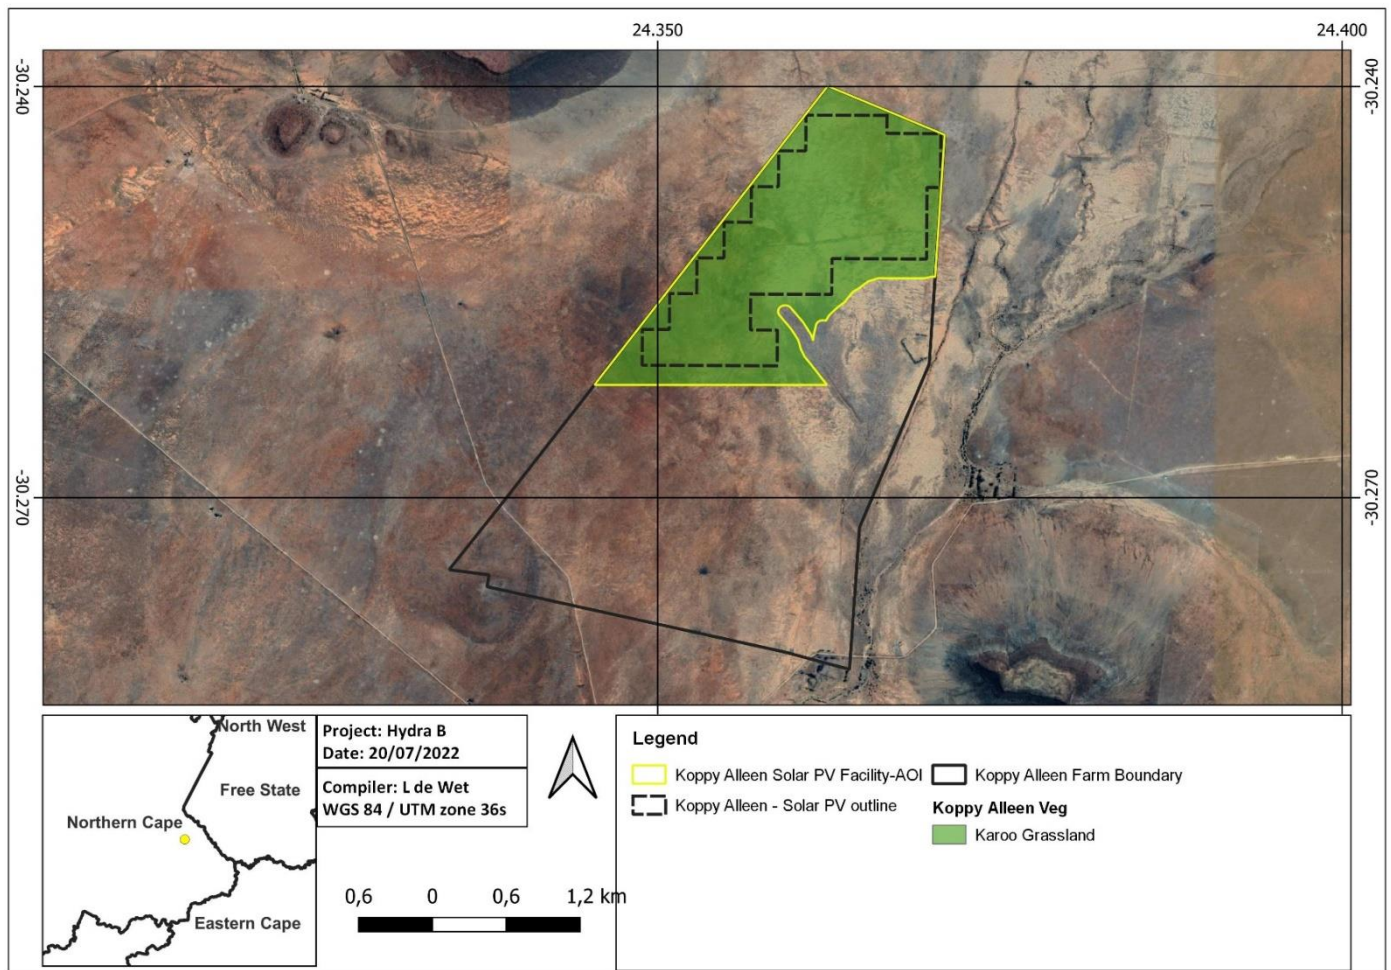 24.350
24.400
-30.240
-30.240
-30.270
-30.270
North West
Free State
Northern Cape
Eastern Cape
Project: Hydra B
Date: 20/07/2022
Compiler: L de Wet
WGS 84 / UTM zone 36s
0,6 0 0,6 1,2 km
Legend
Koppy Alleen Solar PV Facility-AOI
Koppy Alleen - Solar PV outline
Koppy Alleen Farm Boundary
Koppy Alleen Veg
Karoo Grassland